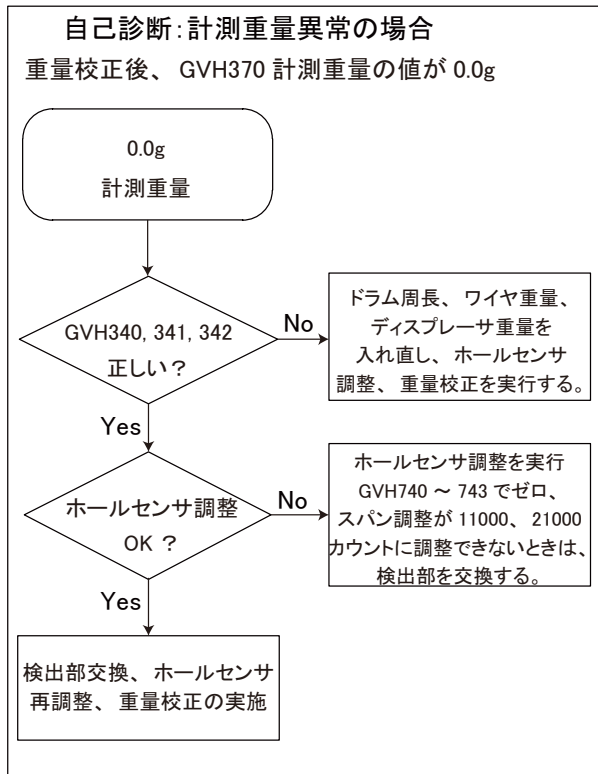 自己診断:計測重量異常の場合
重量校正後、GVH370 計測重量の値が 0.0g
0.0g
計測重量
GVH340, 341, 342
正しい?
No
ドラム周長、ワイヤ重量、
ディスプレーサ重量を
入れ直し、ホールセンサ
調整、重量校正を実行する。
Yes
ホールセンサ調整
OK ?
No
ホールセンサ調整を実行
GVH740 ~ 743 でゼロ、
スパン調整が 11000、21000
カウントに調整できないときは、
検出部を交換する。
Yes
検出部交換、ホールセンサ
再調整、重量校正の実施